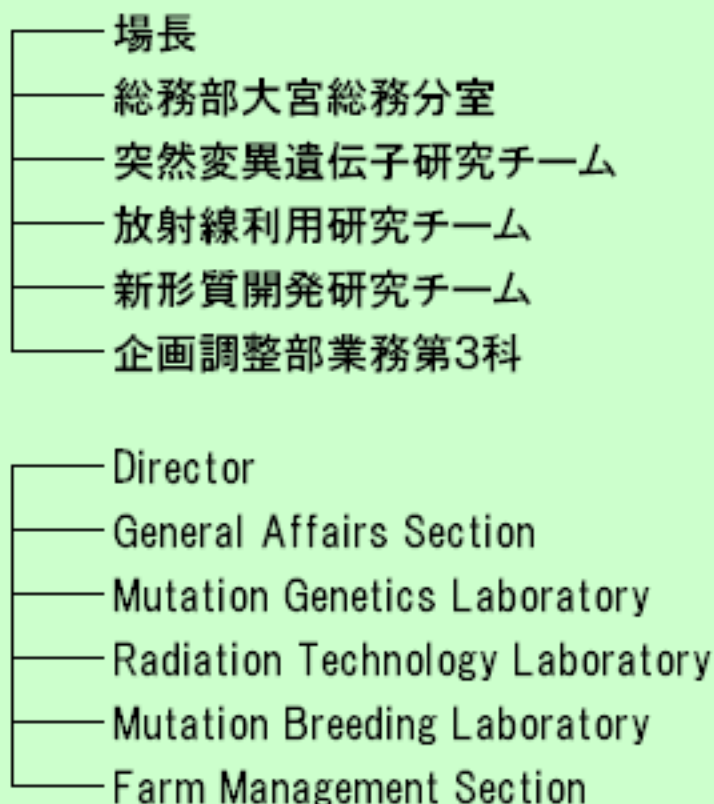 場長
総務部大宮総務分室
突然変異遺伝子研究チーム
放射線利用研究チーム
新形質開発研究チーム
企画調整部業務第3科
Director
General Affairs Section
Mutation Genetics Laboratory
Radiation Technology Laboratory
Mutation Breeding Laboratory
Farm Management Section